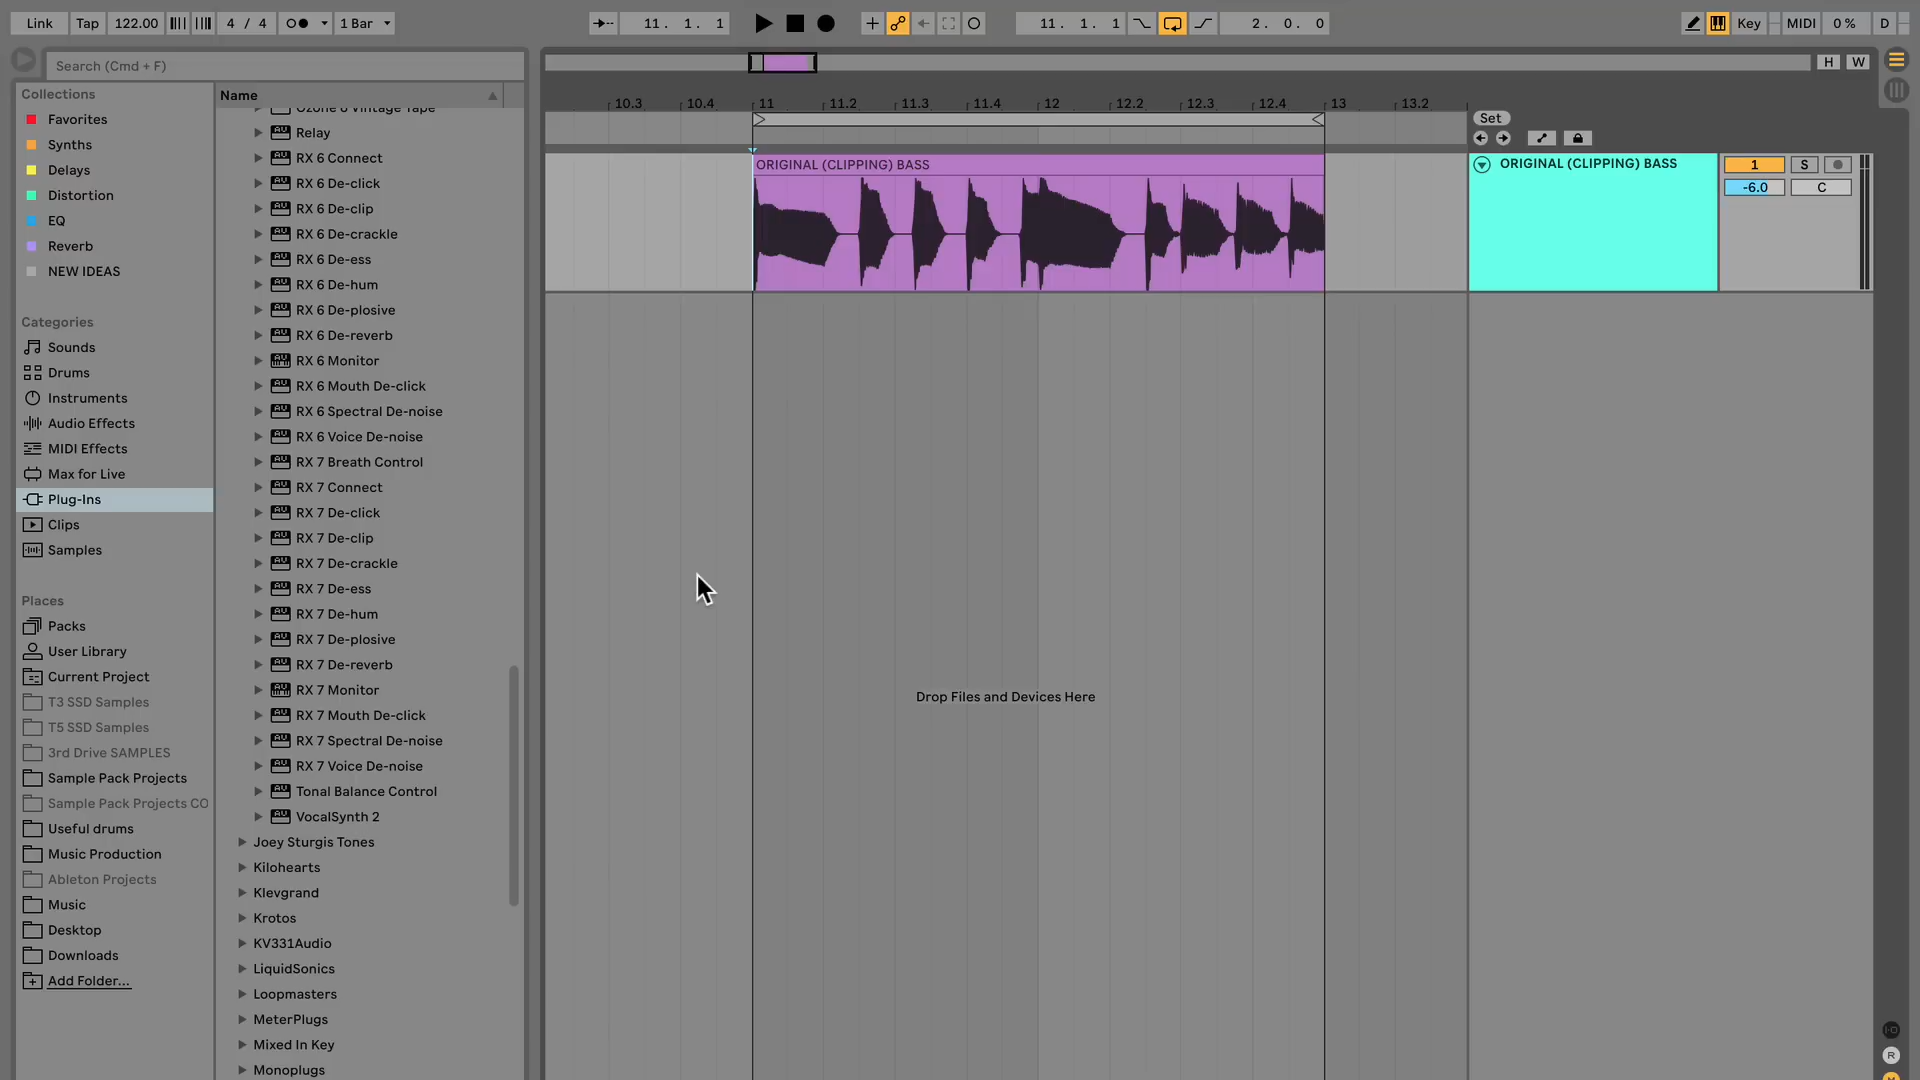 Link
Tap
122.00
4 / 4
1 Bar
11. 1. 1
11. 1. 1
2. 0. 0
Key
MIDI
0 %
D
Search (Cmd + F)
H
W
Collections
Favorites
Synths
Delays
Distortion
EQ
Reverb
NEW IDEAS
Categories
Sounds
Drums
Instruments
Audio Effects
MIDI Effects
Max for Live
Plug-Ins
Clips
Samples
Places
Packs
User Library
Current Project
T3 SSD Samples
T5 SSD Samples
3rd Drive SAMPLES
Sample Pack Projects
Sample Pack Projects CO
Useful drums
Music Production
Ableton Projects
Music
Desktop
Downloads
Add Folder...
Name
Relay
RX 6 Connect
RX 6 De-click
RX 6 De-clip
RX 6 De-crackle
RX 6 De-ess
RX 6 De-hum
RX 6 De-plosive
RX 6 De-reverb
RX 6 Monitor
RX 6 Mouth De-click
RX 6 Spectral De-noise
RX 6 Voice De-noise
RX 7 Breath Control
RX 7 Connect
RX 7 De-click
RX 7 De-clip
RX 7 De-crackle
RX 7 De-ess
RX 7 De-hum
RX 7 De-plosive
RX 7 De-reverb
RX 7 Monitor
RX 7 Mouth De-click
RX 7 Spectral De-noise
RX 7 Voice De-noise
Tonal Balance Control
VocalSynth 2
Joey Sturgis Tones
Kilohearts
Klevgrand
Krotos
KV331Audio
LiquidSonics
Loopmasters
MeterPlugs
Mixed In Key
Monoplugs
10.3
10.4
11
11.2
11.3
11.4
12
12.2
12.3
12.4
13
13.2
Set
ORIGINAL (CLIPPING) BASS
ORIGINAL (CLIPPING) BASS
1
S
-6.0
C
Drop Files and Devices Here
R